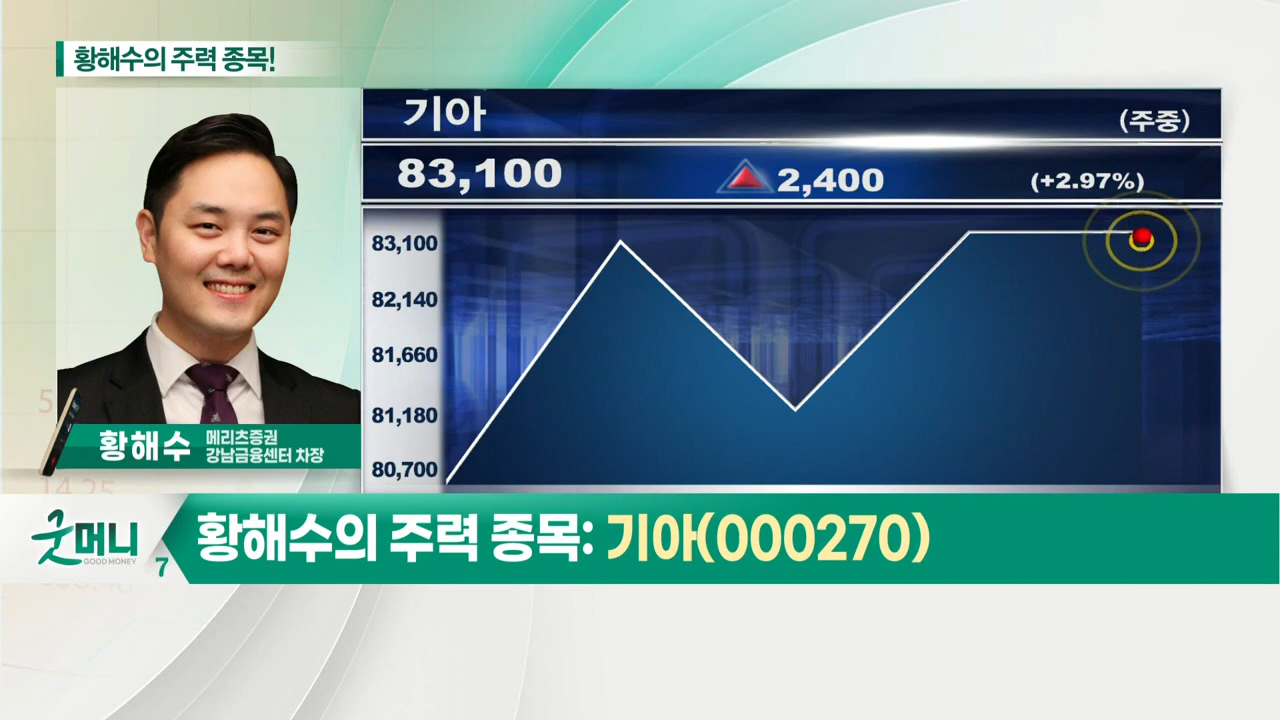 황해수의 주력 종목!
기아
(주중)
83,100
2,400
(+2.97%)
83,100
82,140
81,660
81,180
80,700
황해수
메리츠증권
강남금융센터 차장
굿머니
GOOD MONEY
7
황해수의 주력 종목: 기아(000270)